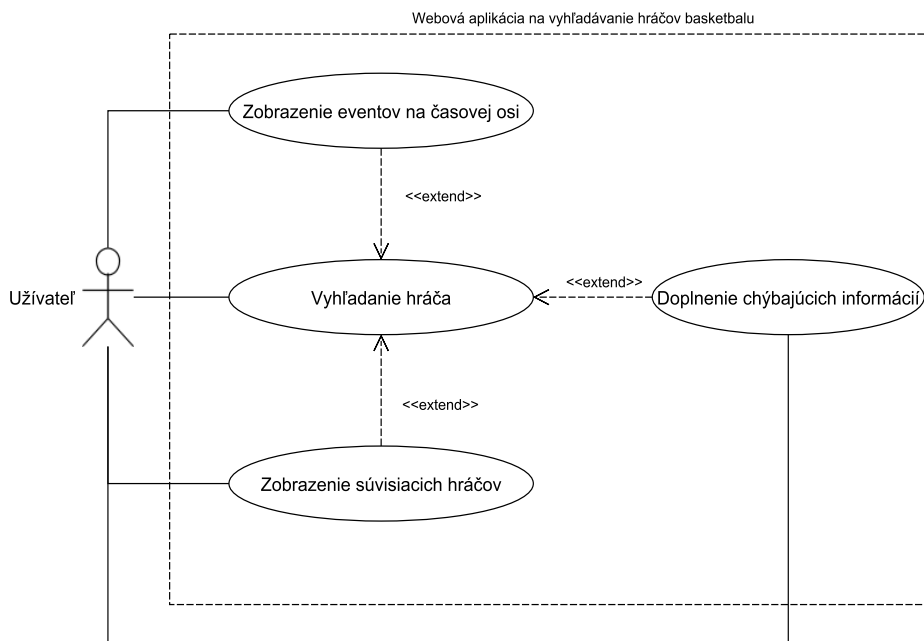 Webová aplikácia na vyhľadávanie hráčov basketbalu
Zobrazenie eventov na časovej osi
<<extend>>
Užívateľ
Vyhľadanie hráča
<<extend>>
Doplnenie chýbajúcich informácií
<<extend>>
Zobrazenie súvisiacich hráčov